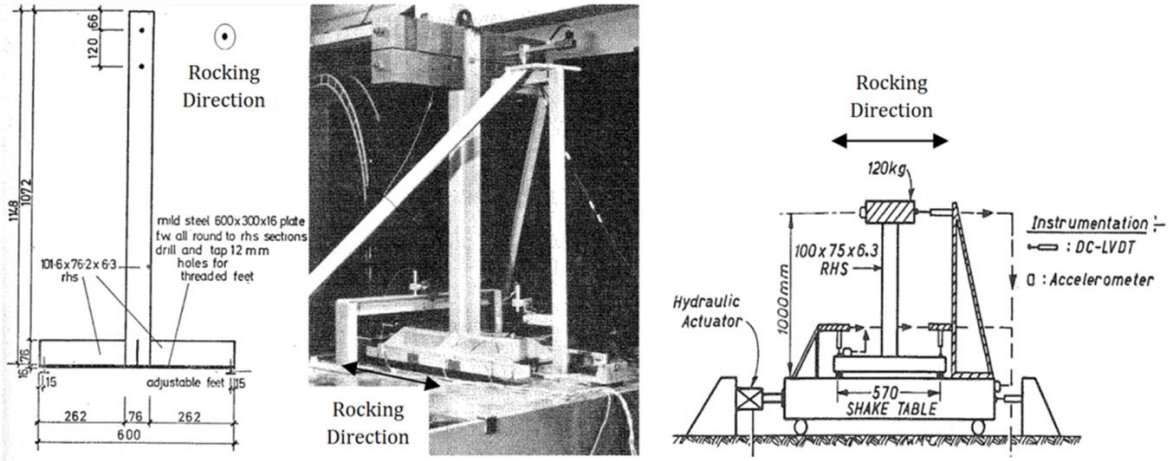 66
120
1148
1072
Rocking
Direction
mild steel 600x300x16 plate
fw all round to rhs sections
drill and tap 12 mm
holes for
threaded feet
101·6x76·2x6·3
rhs
76
16
15
adjustable feet
15
262
76
262
600
Rocking
Direction
Rocking
Direction
120kg
100x75x6.3
RHS
1000mm
Hydraulic
Actuator
570
SHAKE TABLE
Instrumentation :-
: DC-LVDT
: Accelerometer